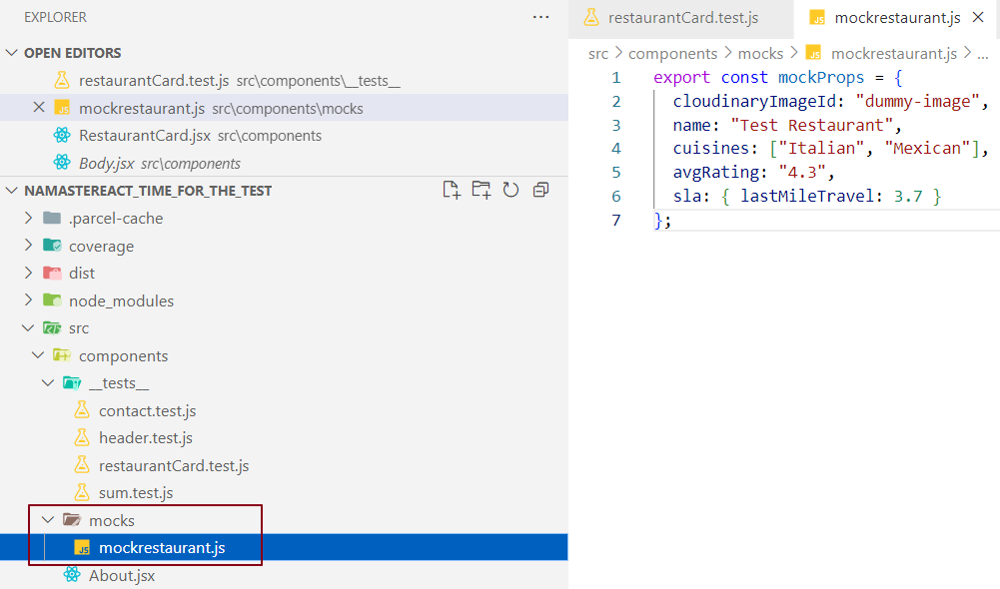 EXPLORER
···
OPEN EDITORS
restaurantCard.test.js src\components\__tests__
mockrestaurant.js src\components\mocks
RestaurantCard.jsx src\components
Body.jsx src\components
NAMASTEREACT_TIME_FOR_THE_TEST
.parcel-cache
coverage
dist
node_modules
src
components
__tests__
contact.test.js
header.test.js
restaurantCard.test.js
sum.test.js
mocks
JS mockrestaurant.js
About.jsx
restaurantCard.test.js
JS mockrestaurant.js
src > components > mocks > JS mockrestaurant.js > ...
1 export const mockProps = {
2 cloudinaryImageId: "dummy-image",
3 name: "Test Restaurant",
4 cuisines: ["Italian", "Mexican"],
5 avgRating: "4.3",
6 sla: { lastMileTravel: 3.7 }
7 };